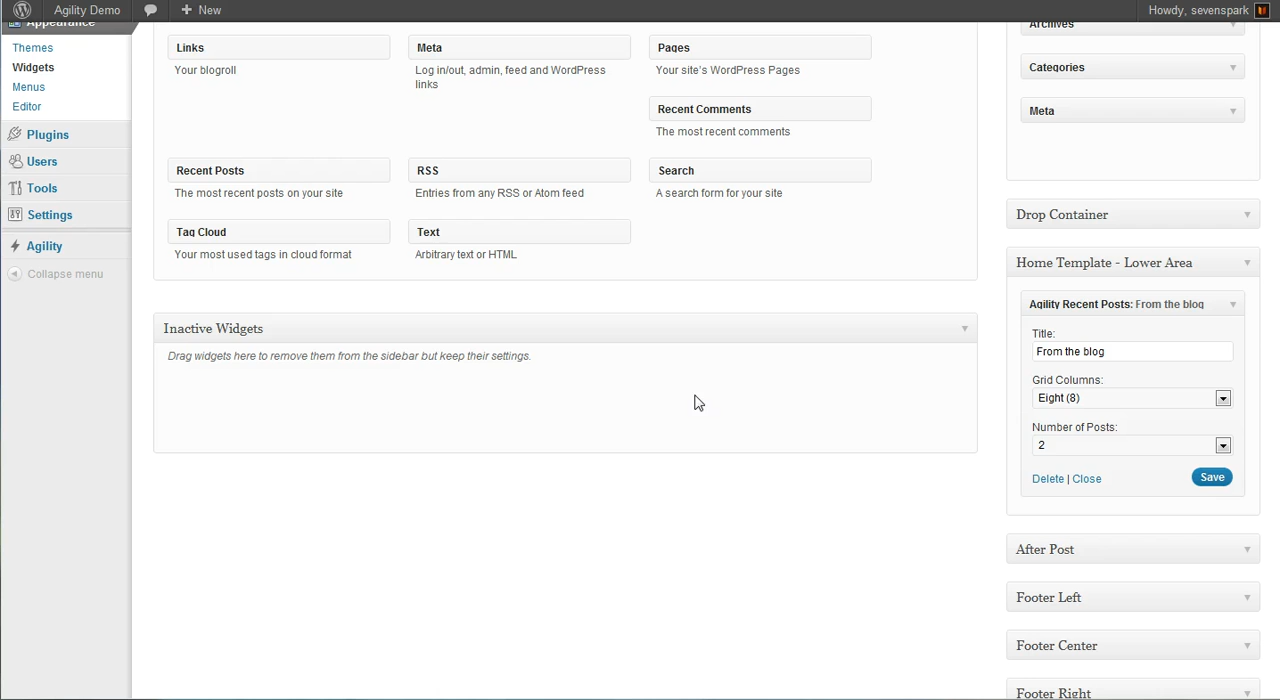 Agility Demo
New
Howdy, sevenspark
Appearance
Themes
Widgets
Menus
Editor
Plugins
Users
Tools
Settings
Agility
Collapse menu
Links
Your blogroll
Meta
Log in/out, admin, feed and WordPress
links
Pages
Your site's WordPress Pages
Recent Comments
The most recent comments
Recent Posts
The most recent posts on your site
RSS
Entries from any RSS or Atom feed
Search
A search form for your site
Tag Cloud
Your most used tags in cloud format
Text
Arbitrary text or HTML
Inactive Widgets
Drag widgets here to remove them from the sidebar but keep their settings.
Archives
Categories
Meta
Drop Container
Home Template - Lower Area
Agility Recent Posts: From the blog
Title:
From the blog
Grid Columns:
Eight (8)
Number of Posts:
2
Delete | Close
Save
After Post
Footer Left
Footer Center
Footer Right